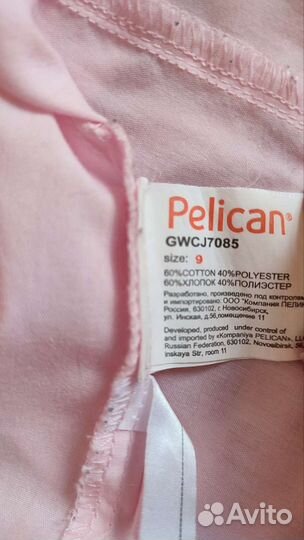 Pelican®
GWCJ7085
size: 9
60%COTTON 40%POLYESTER
60%ХЛОПОК 40%ПОЛИЭСТЕР
Разработано, произведено под контролем
и импортировано: ООО "Компания ПЕЛИ
Россия, 630102, г. Новосибирск,
ул. Инская, д.56,помещение 11
Developed, produced under control of
and imported by «Kompaniya PELICAN», LL
Russian Federation, 630102, Novosibirsk, 56
inskaya Str, room 11
Avito